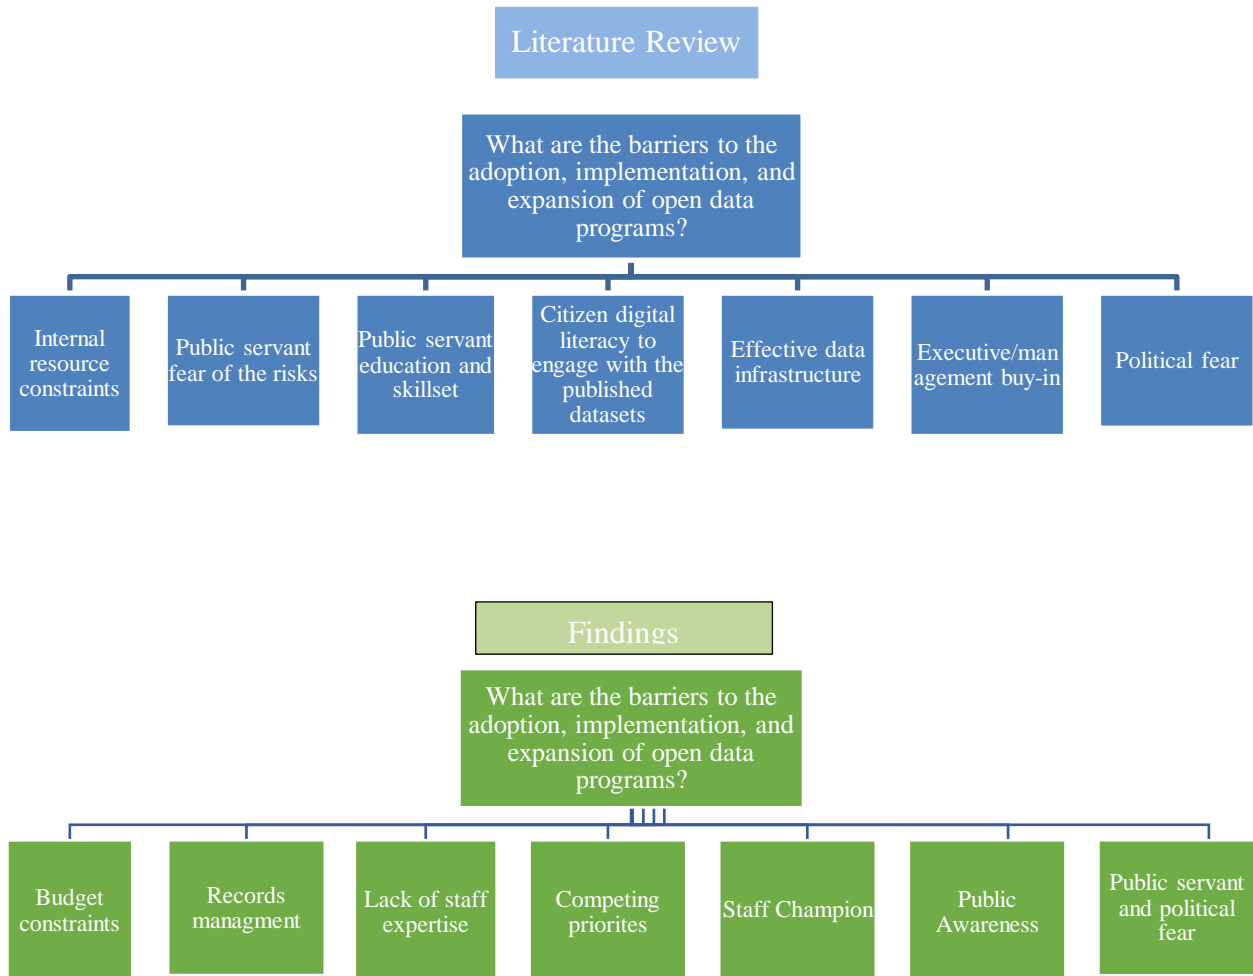 Literature Review
What are the barriers to the
adoption, implementation, and
expansion of open data
programs?
Internal
resource
constraints
Public servant
fear of the risks
Public servant
education and
skillset
Citizen digital
literacy to
engage with the
published
datasets
Effective data
infrastructure
Executive/man
agement buy-in
Political fear
Findings
What are the barriers to the
adoption, implementation, and
expansion of open data
programs?
Budget
constraints
Records
managment
Lack of staff
expertise
Competing
priorites
Staff Champion
Public
Awareness
Public servant
and political
fear